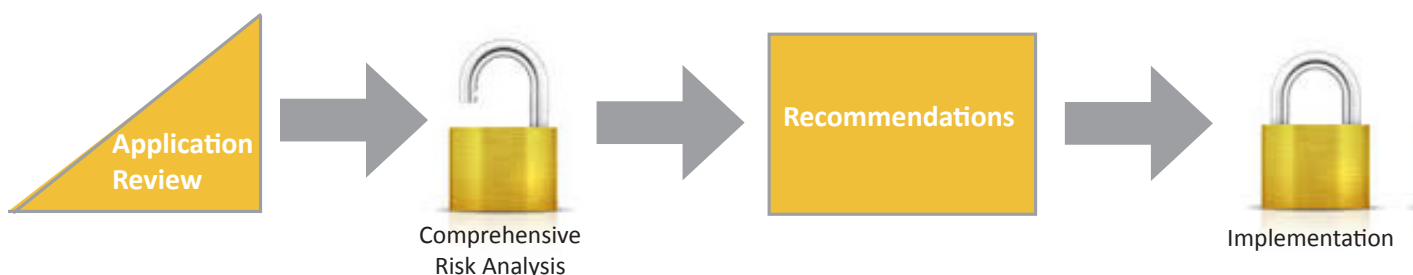 Application
Review
Comprehensive
Risk Analysis
Recommendations
Implementation